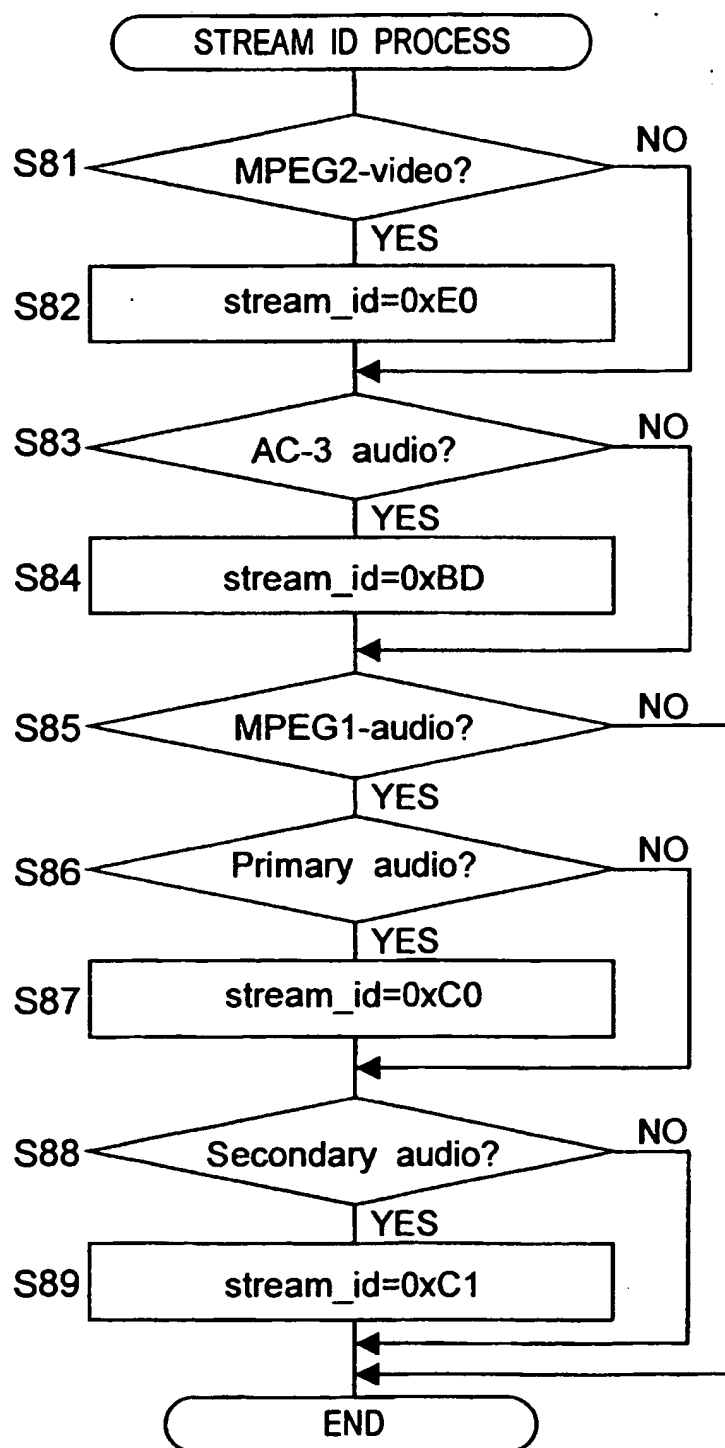 STREAM ID PROCESS
S81
MPEG2-video?
NO
YES
S82
stream_id=0xE0
S83
AC-3 audio?
NO
YES
S84
stream_id=0xBD
S85
MPEG1-audio?
NO
YES
S86
Primary audio?
NO
YES
S87
stream_id=0xC0
S88
Secondary audio?
NO
YES
S89
stream_id=0xC1
END